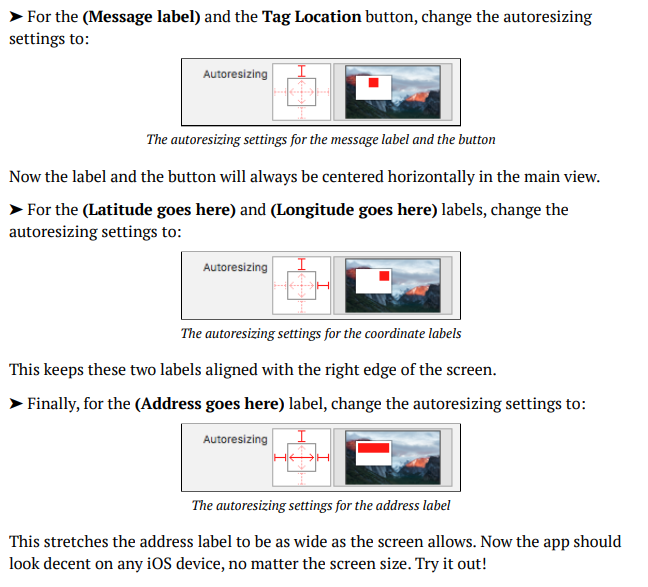 ➤ For the (Message label) and the Tag Location button, change the autoresizing
settings to:
Autoresizing
The autoresizing settings for the message label and the button
Now the label and the button will always be centered horizontally in the main view.
➤ For the (Latitude goes here) and (Longitude goes here) labels, change the
autoresizing settings to:
Autoresizing
The autoresizing settings for the coordinate labels
This keeps these two labels aligned with the right edge of the screen.
➤ Finally, for the (Address goes here) label, change the autoresizing settings to:
Autoresizing
The autoresizing settings for the address label
This stretches the address label to be as wide as the screen allows. Now the app should
look decent on any iOS device, no matter the screen size. Try it out!